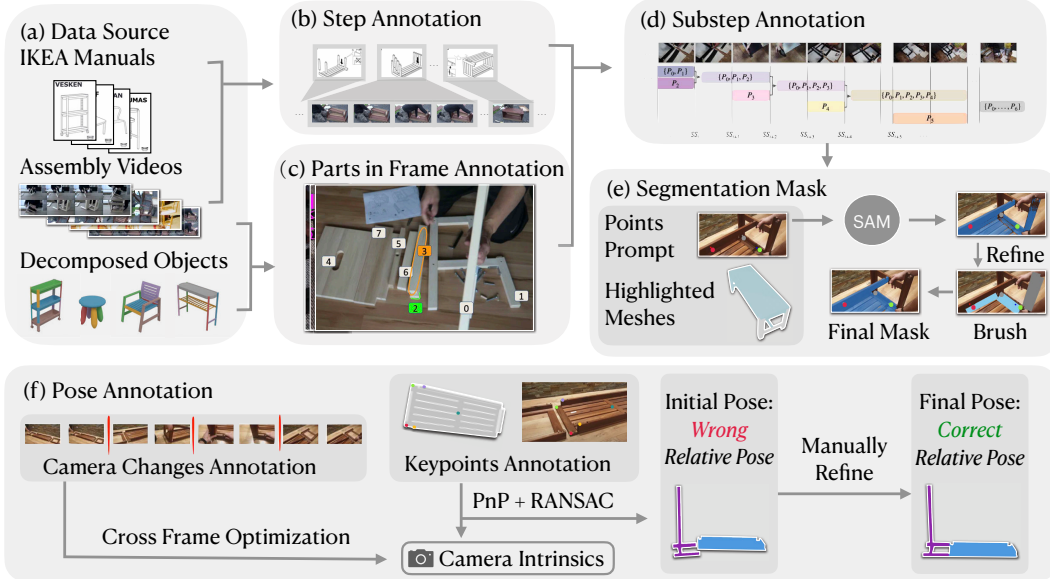 (a) Data Source
IKEA Manuals
VESKEN
UMAS
Assembly Videos
Decomposed Objects
(b) Step Annotation
...
...
(c) Parts in Frame Annotation
7
5
3
4
6
2
0
1
(d) Substep Annotation
{P₀, P₁}
P₂
{P₀, P₁, P₂}
P₃
{P₀, P₁, P₂, P₃}
P₄
{P₀, P₁, P₂, P₃, P₄}
P₅
{P₀, ..., P₆}
(e) Segmentation Mask
Points
Prompt
SAM
Refine
Highlighted
Meshes
Final Mask
Brush
(f) Pose Annotation
Camera Changes Annotation
Keypoints Annotation
Initial Pose:
Wrong
Relative Pose
Manually
Refine
Final Pose:
Correct
Relative Pose
PnP + RANSAC
Cross Frame Optimization
Camera Intrinsics